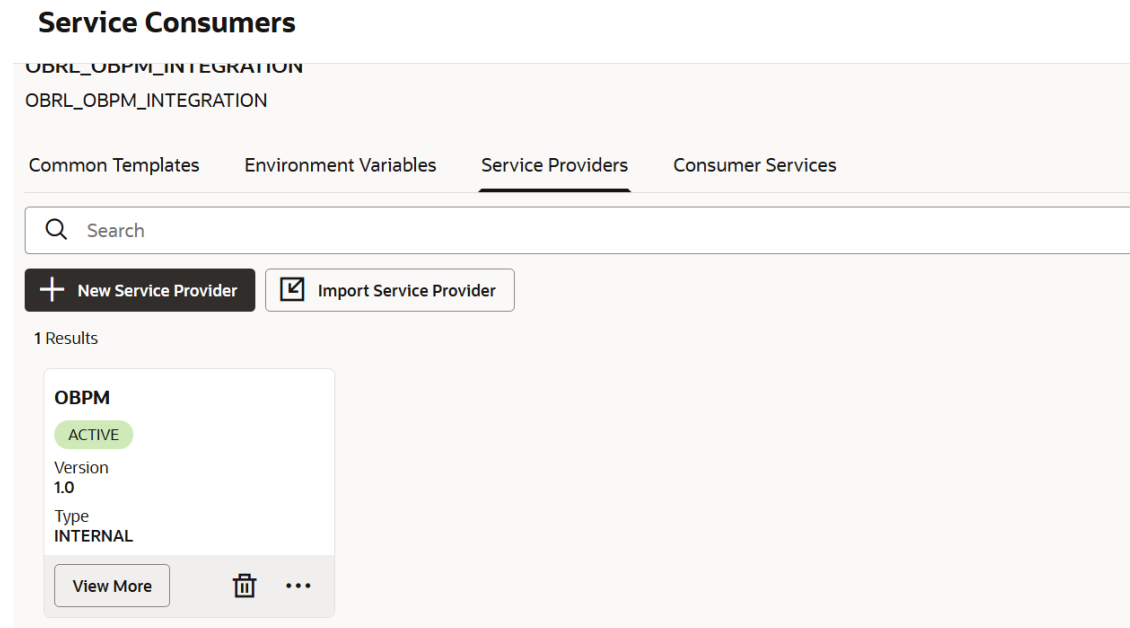 Service Consumers
OBRL_OBPM_INTEGRATION
OBRL_OBPM_INTEGRATION
Common Templates Environment Variables Service Providers Consumer Services
Search
New Service Provider Import Service Provider
1 Results
OBPM
ACTIVE
Version
1.0
Type
INTERNAL
View More